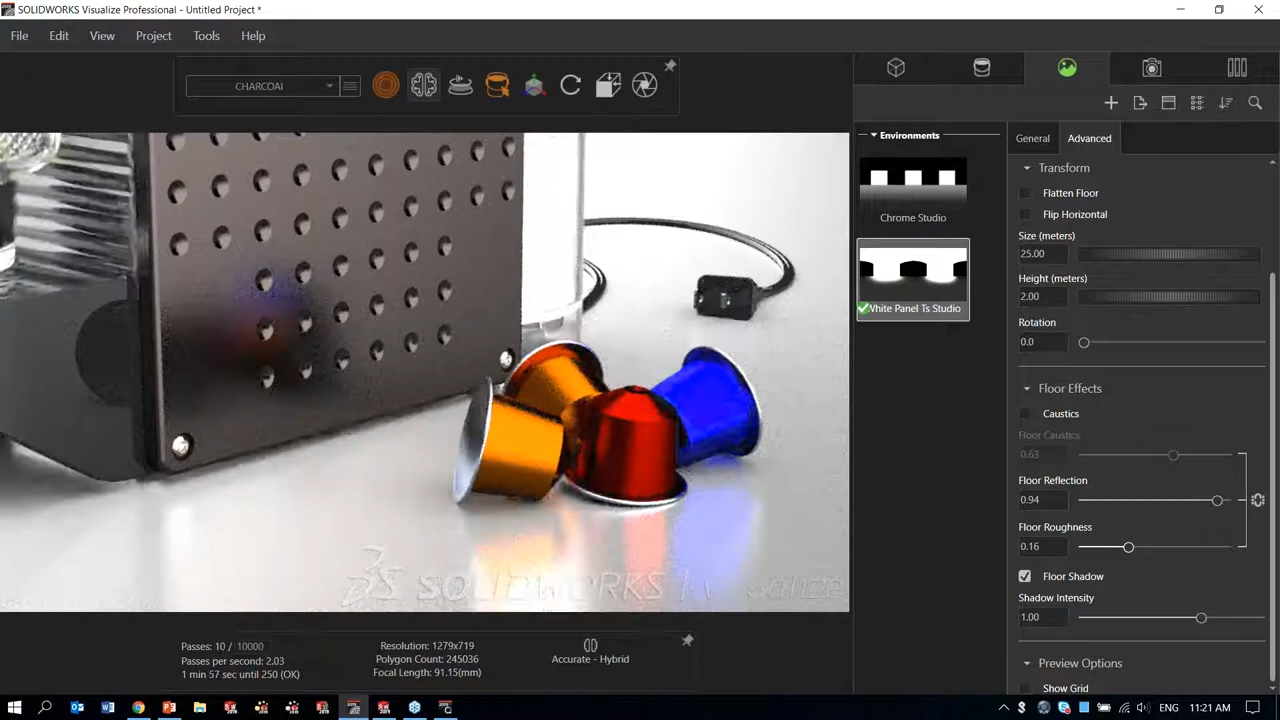 SOLIDWORKS Visualize Professional - Untitled Project *
File Edit View Project Tools Help
CHARCOAl
Environments
Chrome Studio
White Panel Ts Studio
General Advanced
Transform
Flatten Floor
Flip Horizontal
Size (meters)
25.00
Height (meters)
2.00
Rotation
0.0
Floor Effects
Caustics
Floor Caustics
0.63
Floor Reflection
0.94
Floor Roughness
0.16
Floor Shadow
Shadow Intensity
1.00
Preview Options
Show Grid
SOLIDWORKS Visualize
Passes: 10 / 10000
Passes per second: 2.03
1 min 57 sec until 250 (OK)
Resolution: 1279x719
Polygon Count: 245036
Focal Length: 91.15(mm)
Accurate - Hybrid
ENG 11:21 AM